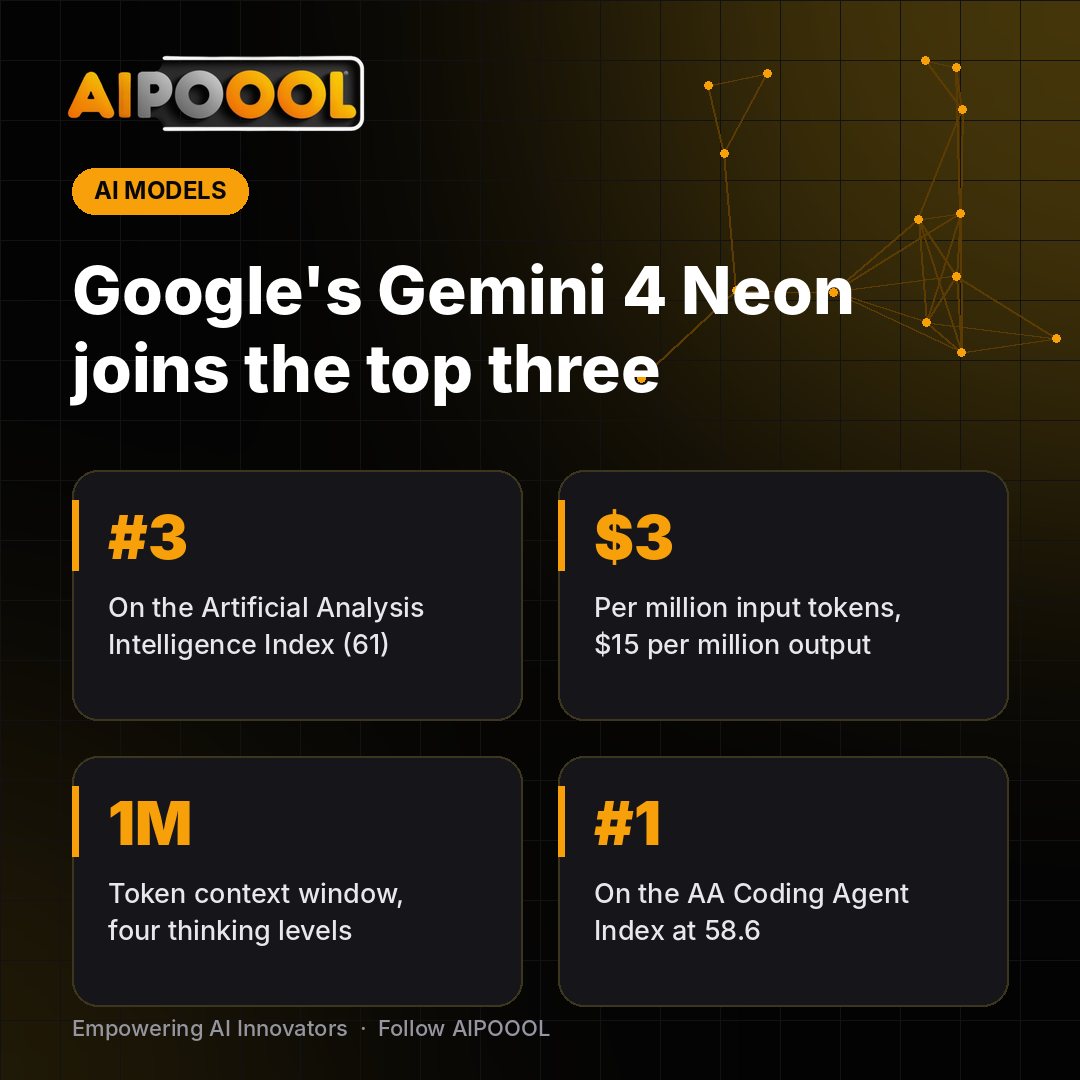 AIPOOOL
AI MODELS
Google's Gemini 4 Neon
joins the top three
#3
On the Artificial Analysis
Intelligence Index (61)
$3
Per million input tokens,
$15 per million output
1M
Token context window,
four thinking levels
#1
On the AA Coding Agent
Index at 58.6
Empowering AI Innovators · Follow AIPOOOL